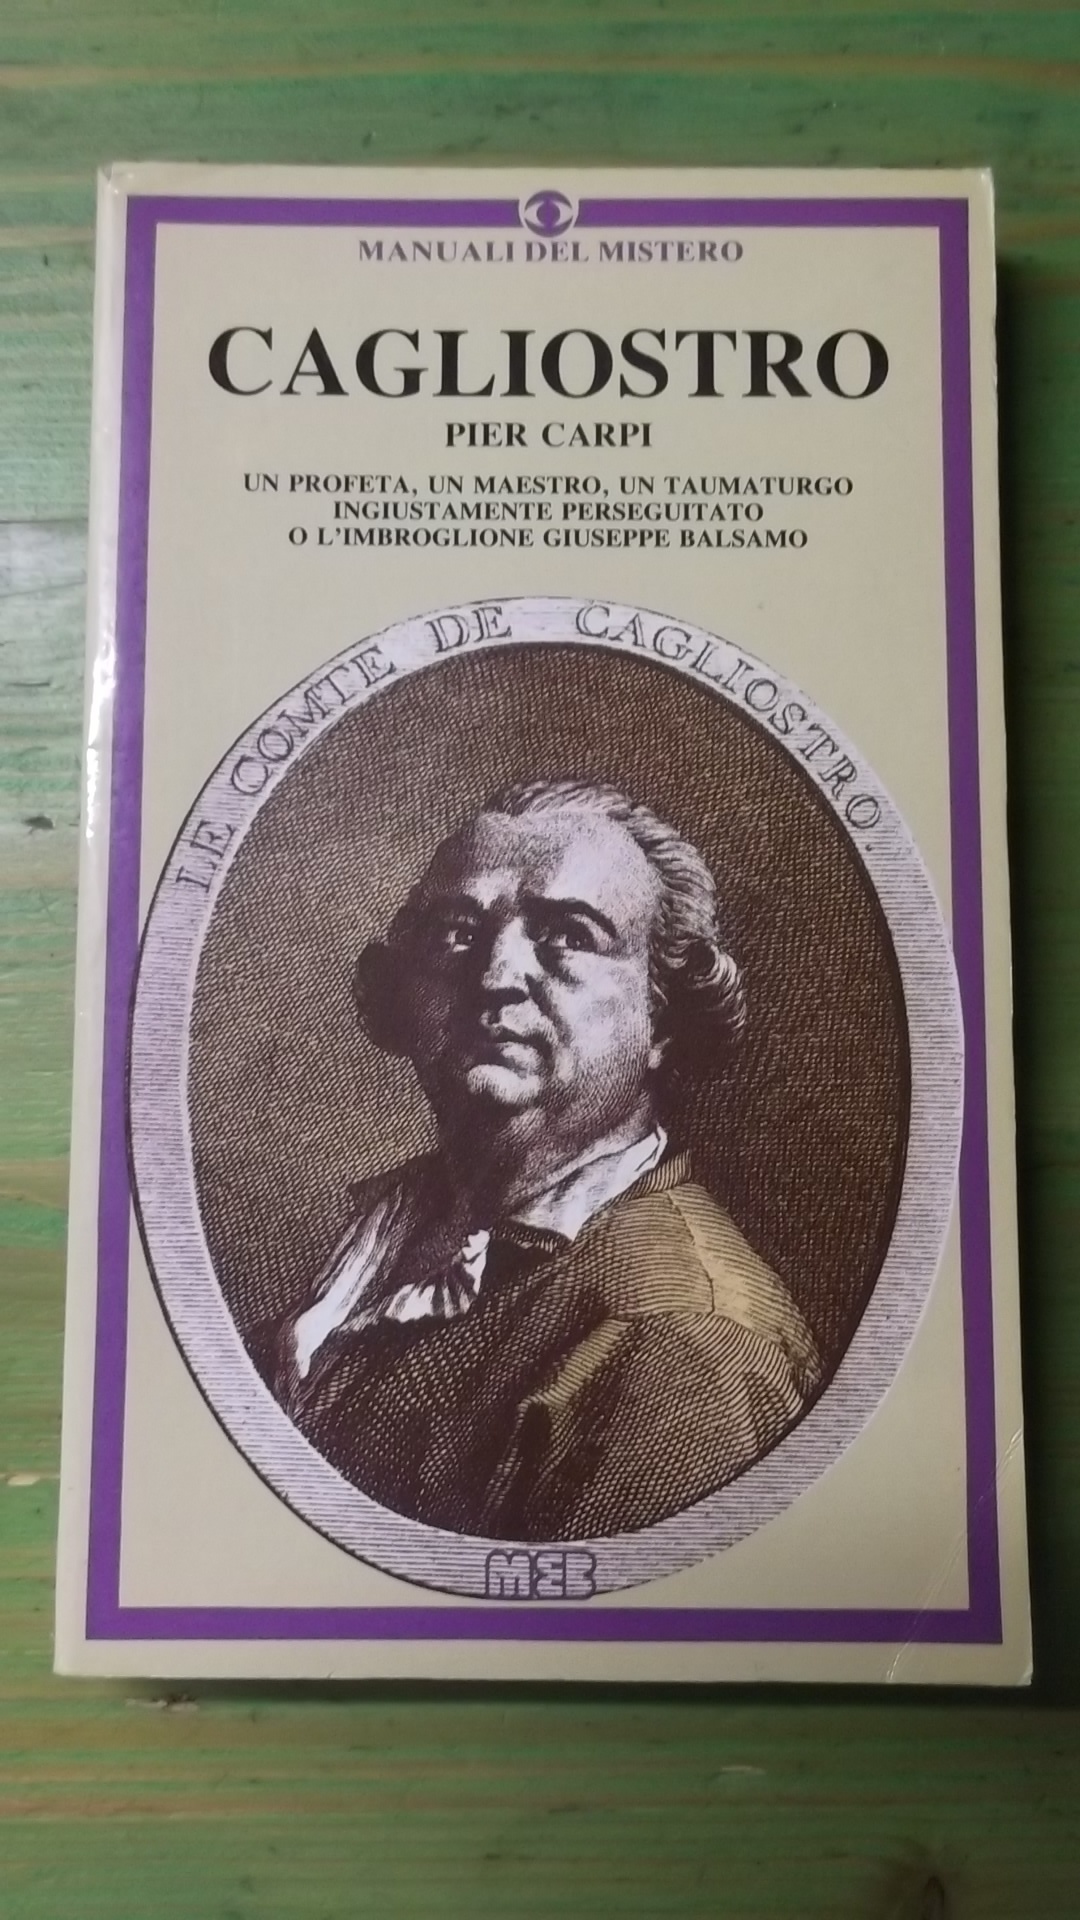 MANUALI DEL MISTERO
CAGLIOSTRO
PIER CARPI
UN PROFETA, UN MAESTRO, UN TAUMATURGO
INGIUSTAMENTE PERSEGUITATO
O L'IMBROGLIONE GIUSEPPE BALSAMO
LE COMTE DE CAGLIOSTRO.
MEB